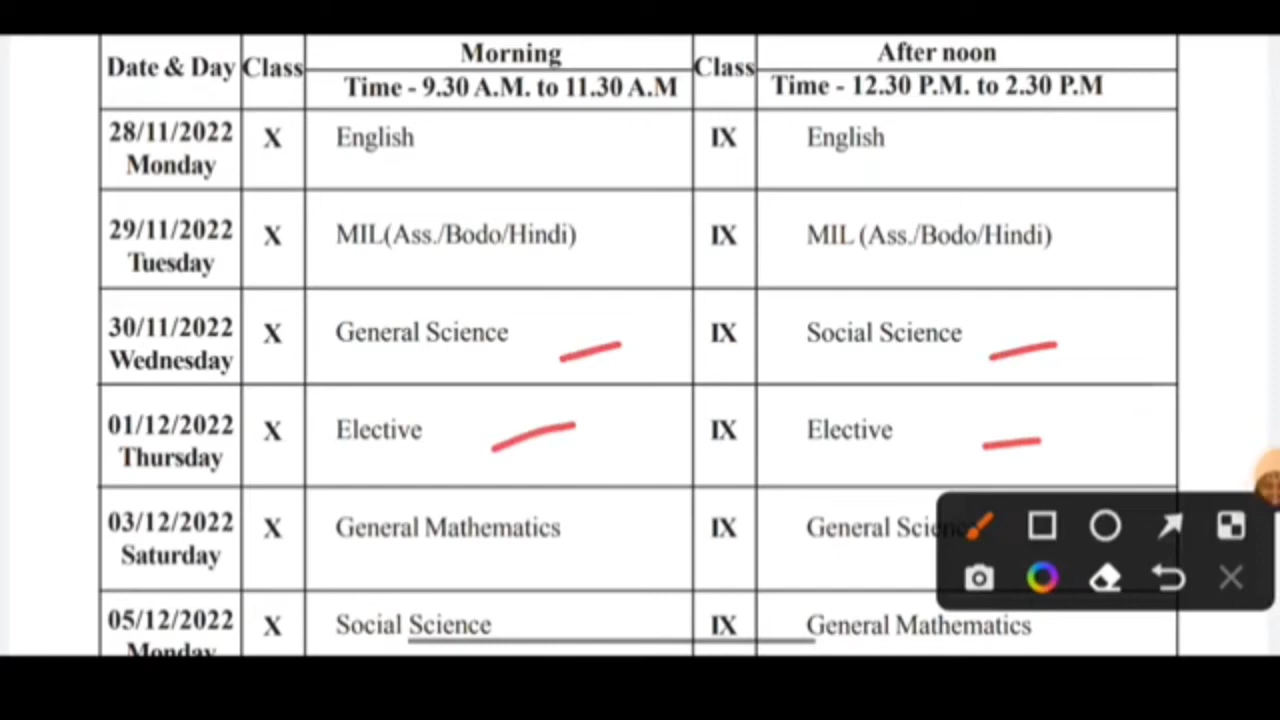 Date & Day Class Morning Class After noon
Time - 9.30 A.M. to 11.30 A.M Time - 12.30 P.M. to 2.30 P.M
28/11/2022 X English IX English
Monday
29/11/2022 X MIL(Ass./Bodo/Hindi) IX MIL (Ass./Bodo/Hindi)
Tuesday
30/11/2022 X General Science IX Social Science
Wednesday
01/12/2022 X Elective IX Elective
Thursday
03/12/2022 X General Mathematics IX General Science
Saturday
05/12/2022 X Social Science IX General Mathematics
Monday